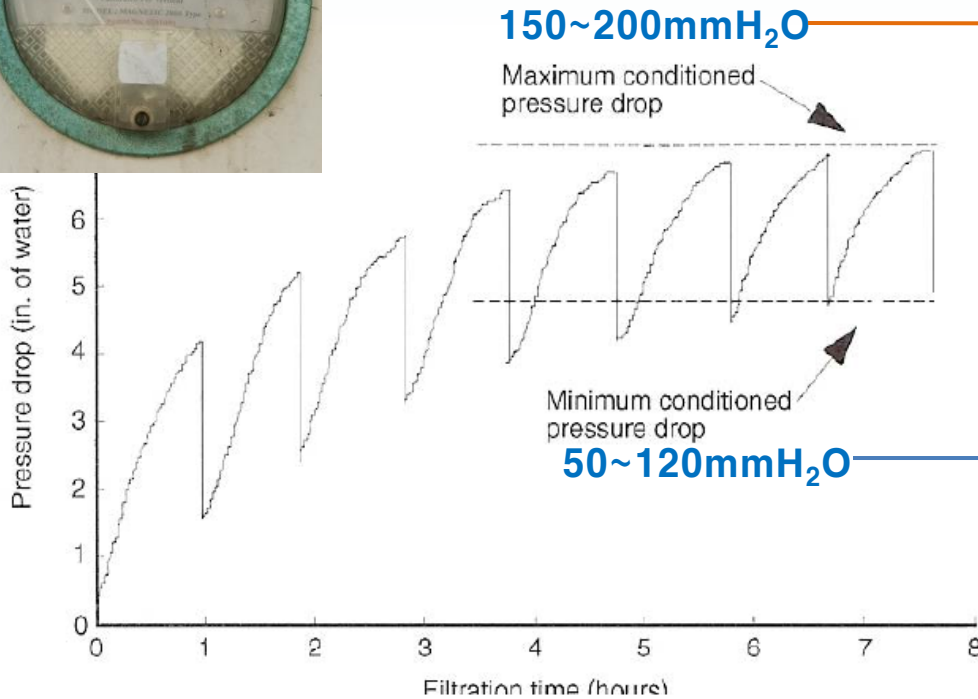 150~200mmH₂O
Maximum conditioned
pressure drop
Pressure drop (in. of water)
6
5
4
3
2
1
0
Minimum conditioned
pressure drop
50~120mmH₂O
0 1 2 3 4 5 6 7 8
Filtration time (hours)